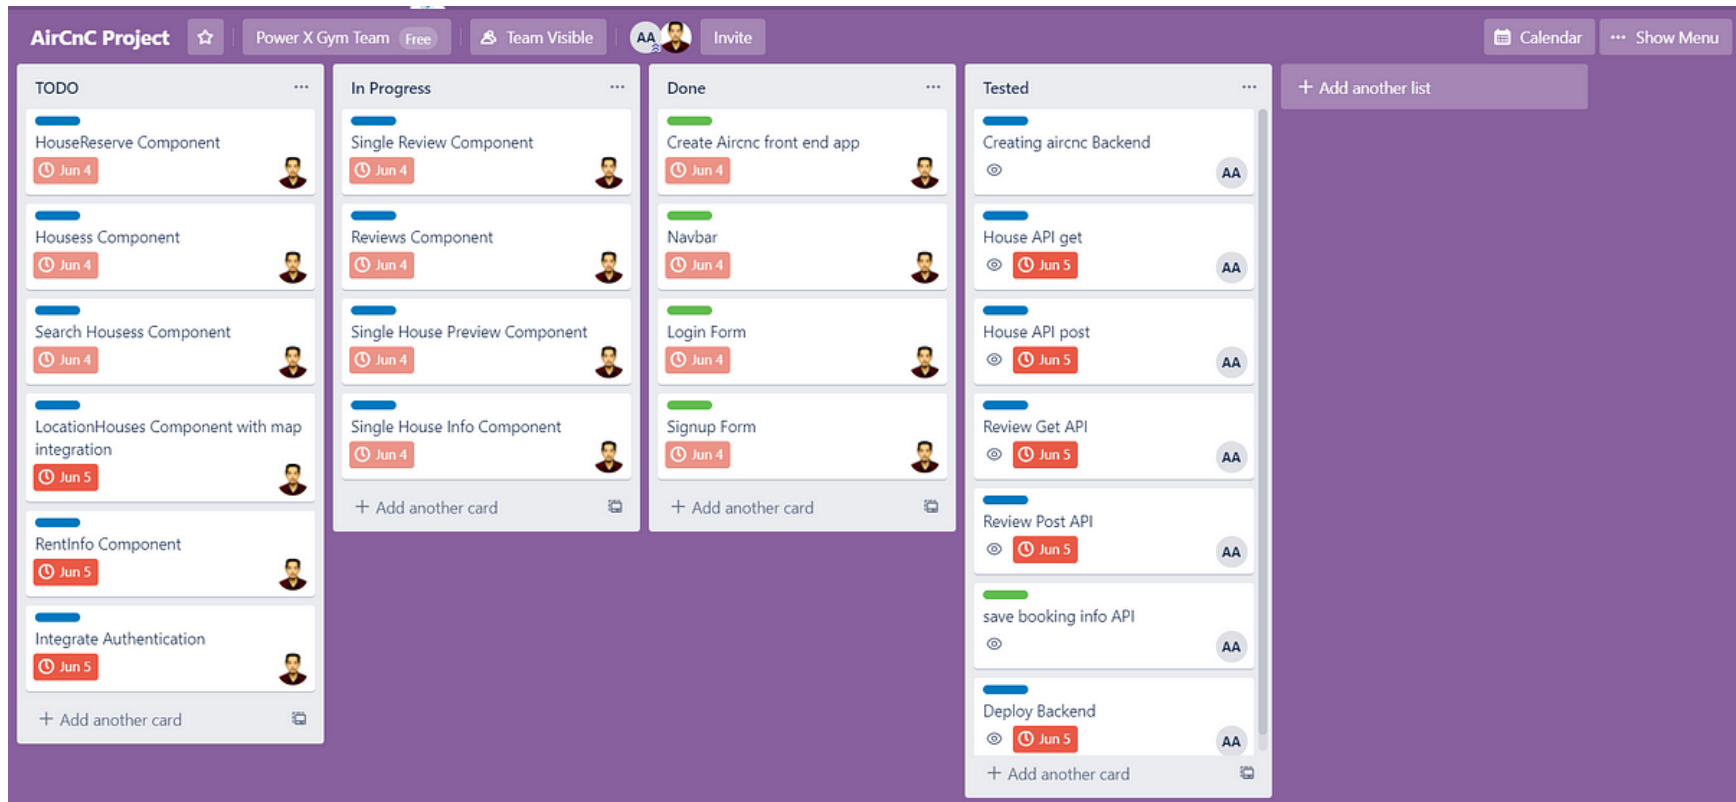 AirCnC Project
Power X Gym Team Free
Team Visible
AA
Invite
Calendar
Show Menu
TODO
HouseReserve Component
Jun 4
Housess Component
Jun 4
Search Housess Component
Jun 4
LocationHouses Component with map
integration
Jun 5
RentInfo Component
Jun 5
Integrate Authentication
Jun 5
+ Add another card
In Progress
Single Review Component
Jun 4
Reviews Component
Jun 4
Single House Preview Component
Jun 4
Single House Info Component
Jun 4
+ Add another card
Done
Create Aircnc front end app
Jun 4
Navbar
Jun 4
Login Form
Jun 4
Signup Form
Jun 4
+ Add another card
Tested
Creating aircnc Backend
AA
House API get
Jun 5
AA
House API post
Jun 5
AA
Review Get API
Jun 5
AA
Review Post API
Jun 5
AA
save booking info API
AA
Deploy Backend
Jun 5
AA
+ Add another card
+ Add another list